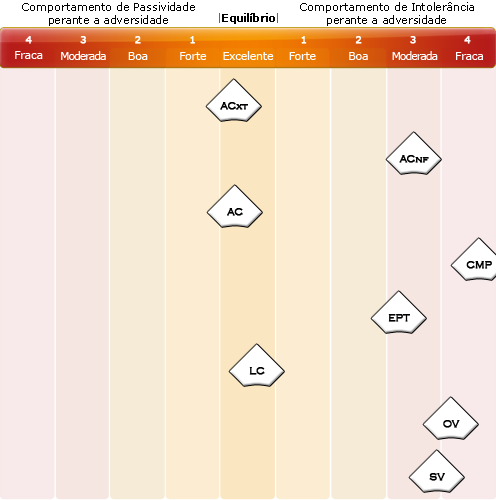 Comportamento de Passividade
perante a adversidade
|Equilíbrio|
Comportamento de Intolerância
perante a adversidade
4 3 2 1 1 2 3 4
Fraca Moderada Boa Forte Excelente Forte Boa Moderada Fraca
ACXT
ACNF
AC
CMP
EPT
LC
OV
SV